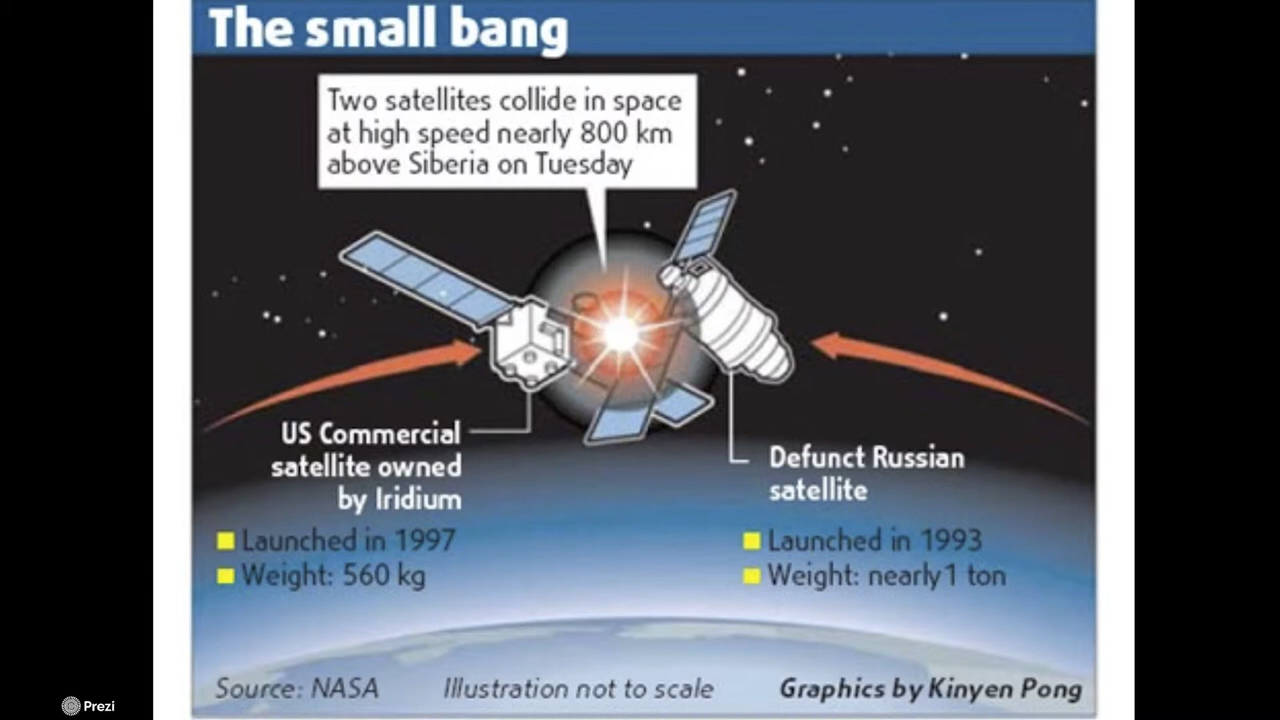 The small bang
Two satellites collide in space
at high speed nearly 800 km
above Siberia on Tuesday
US Commercial
satellite owned
by Iridium
Launched in 1997
Weight: 560 kg
Defunct Russian
satellite
Launched in 1993
Weight: nearly 1 ton
Source: NASA
Illustration not to scale
Graphics by Kinyen Pong
Prezi